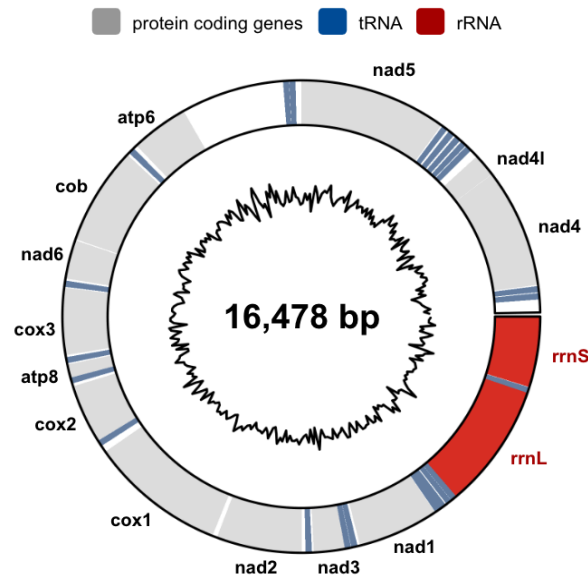 protein coding genes tRNA rRNA
nad5
atp6
nad4l
cob
nad4
nad6
16,478 bp
cox3
rrnS
atp8
cox2
rrnL
cox1
nad1
nad2 nad3